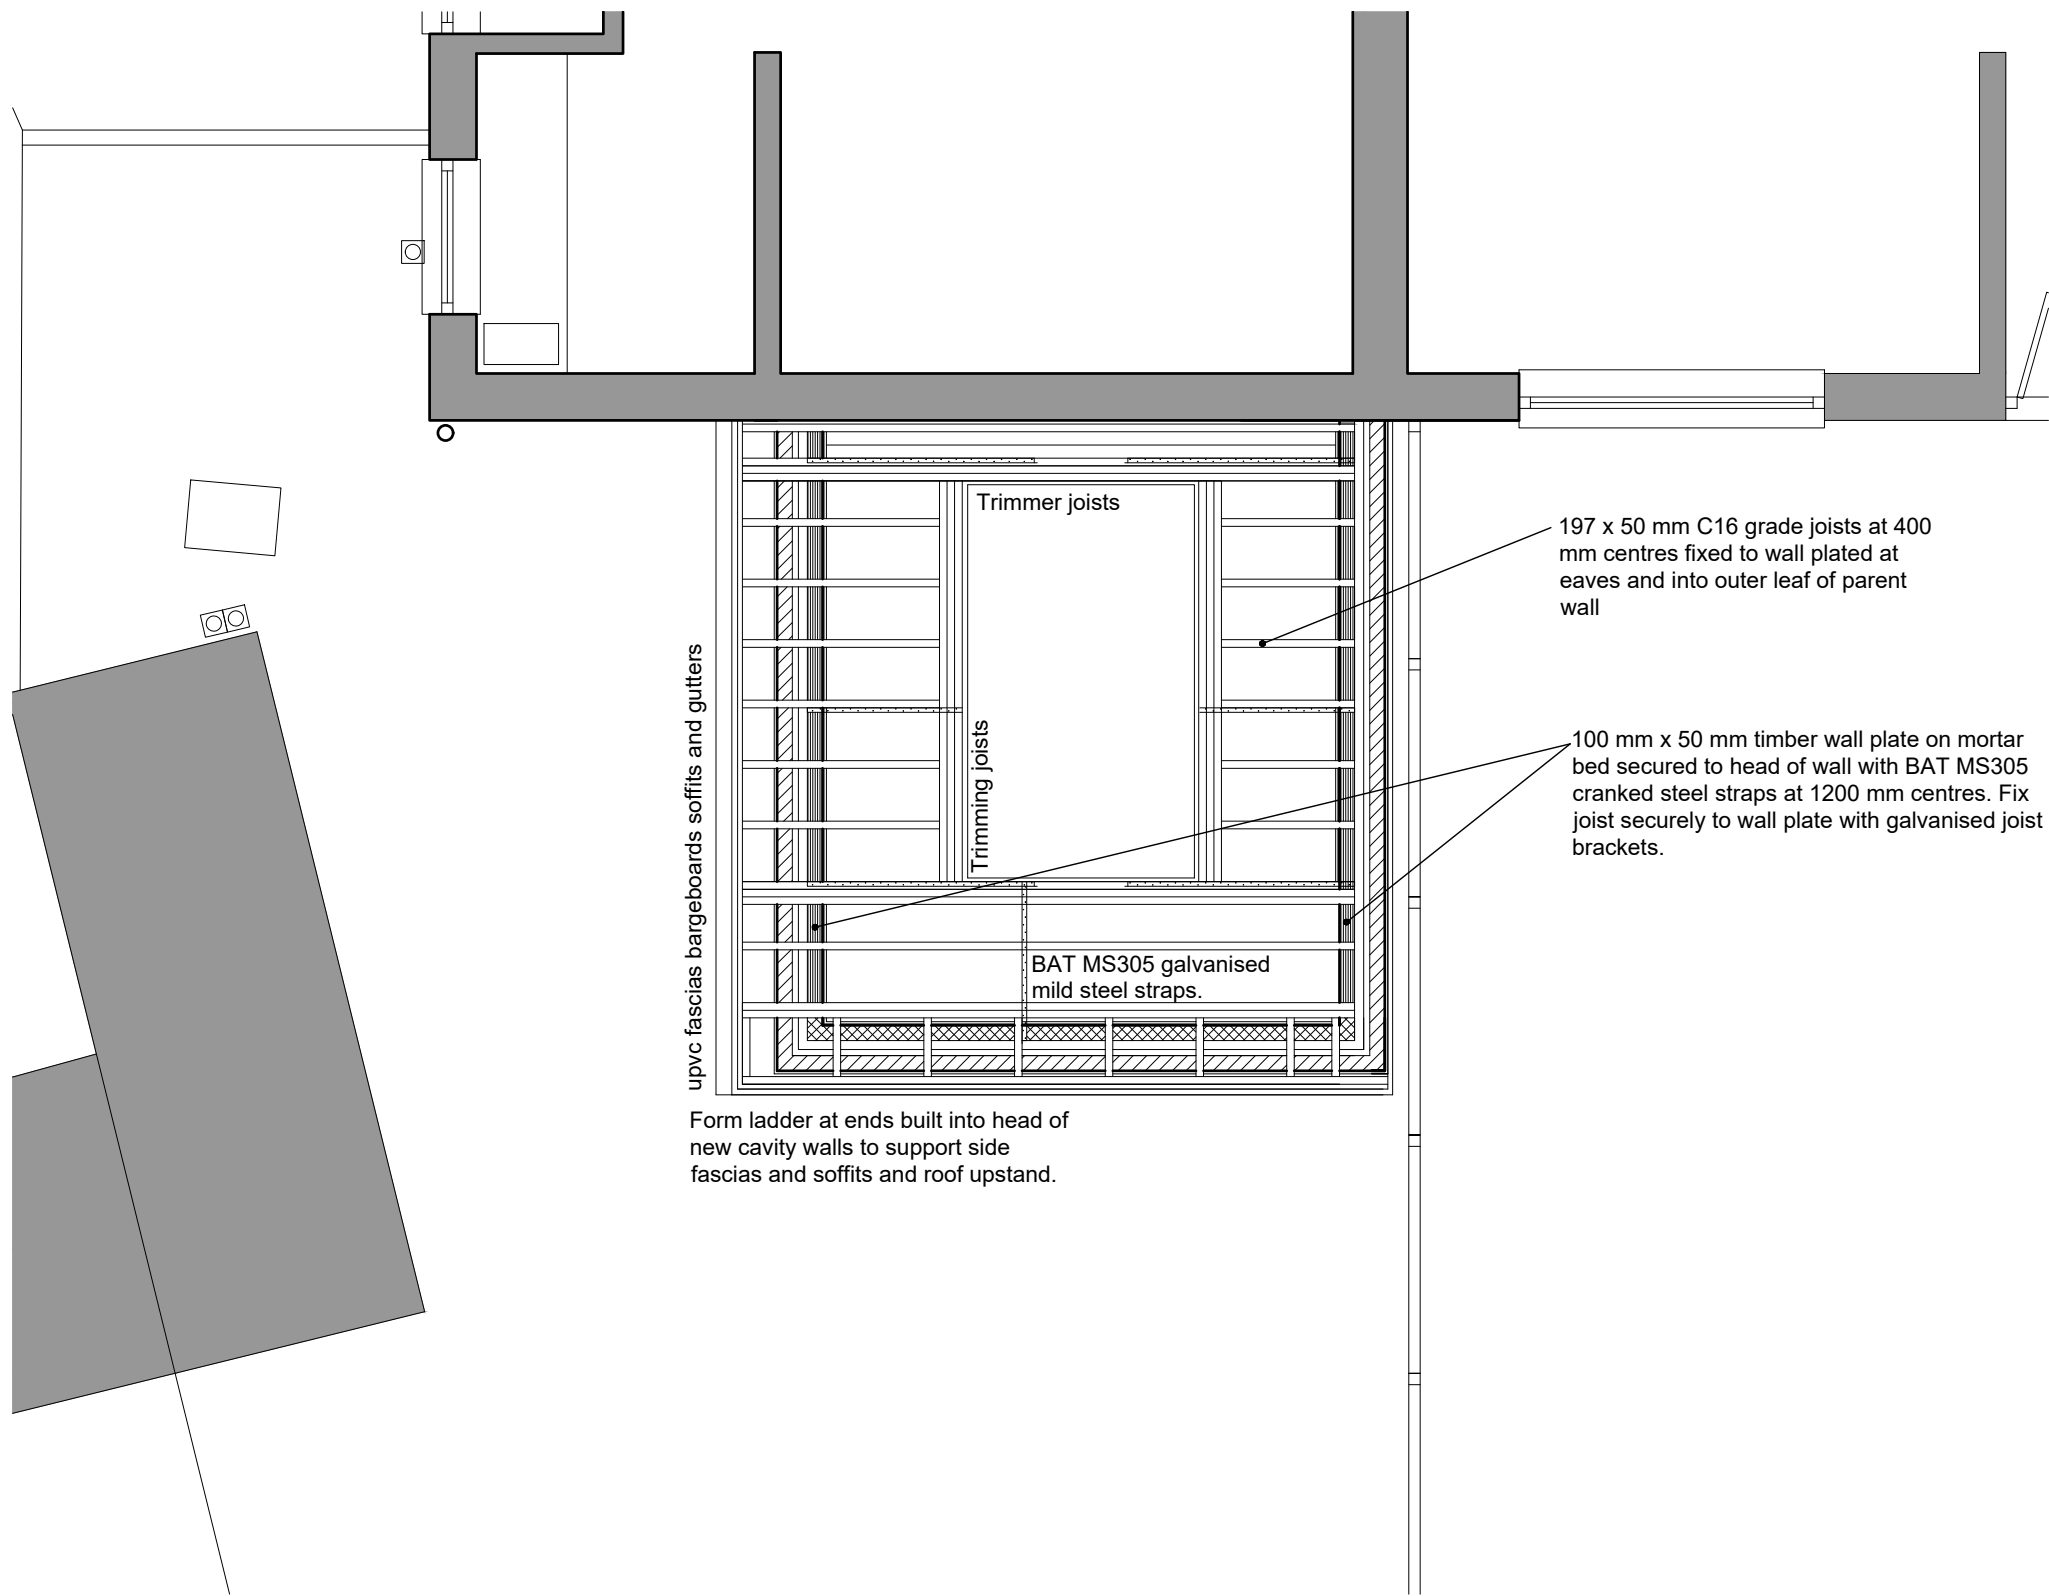 Trimmer joists
197 x 50 mm C16 grade joists at 400
mm centres fixed to wall plated at
eaves and into outer leaf of parent
wall
upvc fascias bargeboards soffits and gutters
Trimming joists
100 mm x 50 mm timber wall plate on mortar
bed secured to head of wall with BAT MS305
cranked steel straps at 1200 mm centres. Fix
joist securely to wall plate with galvanised joist
brackets.
BAT MS305 galvanised
mild steel straps.
Form ladder at ends built into head of
new cavity walls to support side
fascias and soffits and roof upstand.